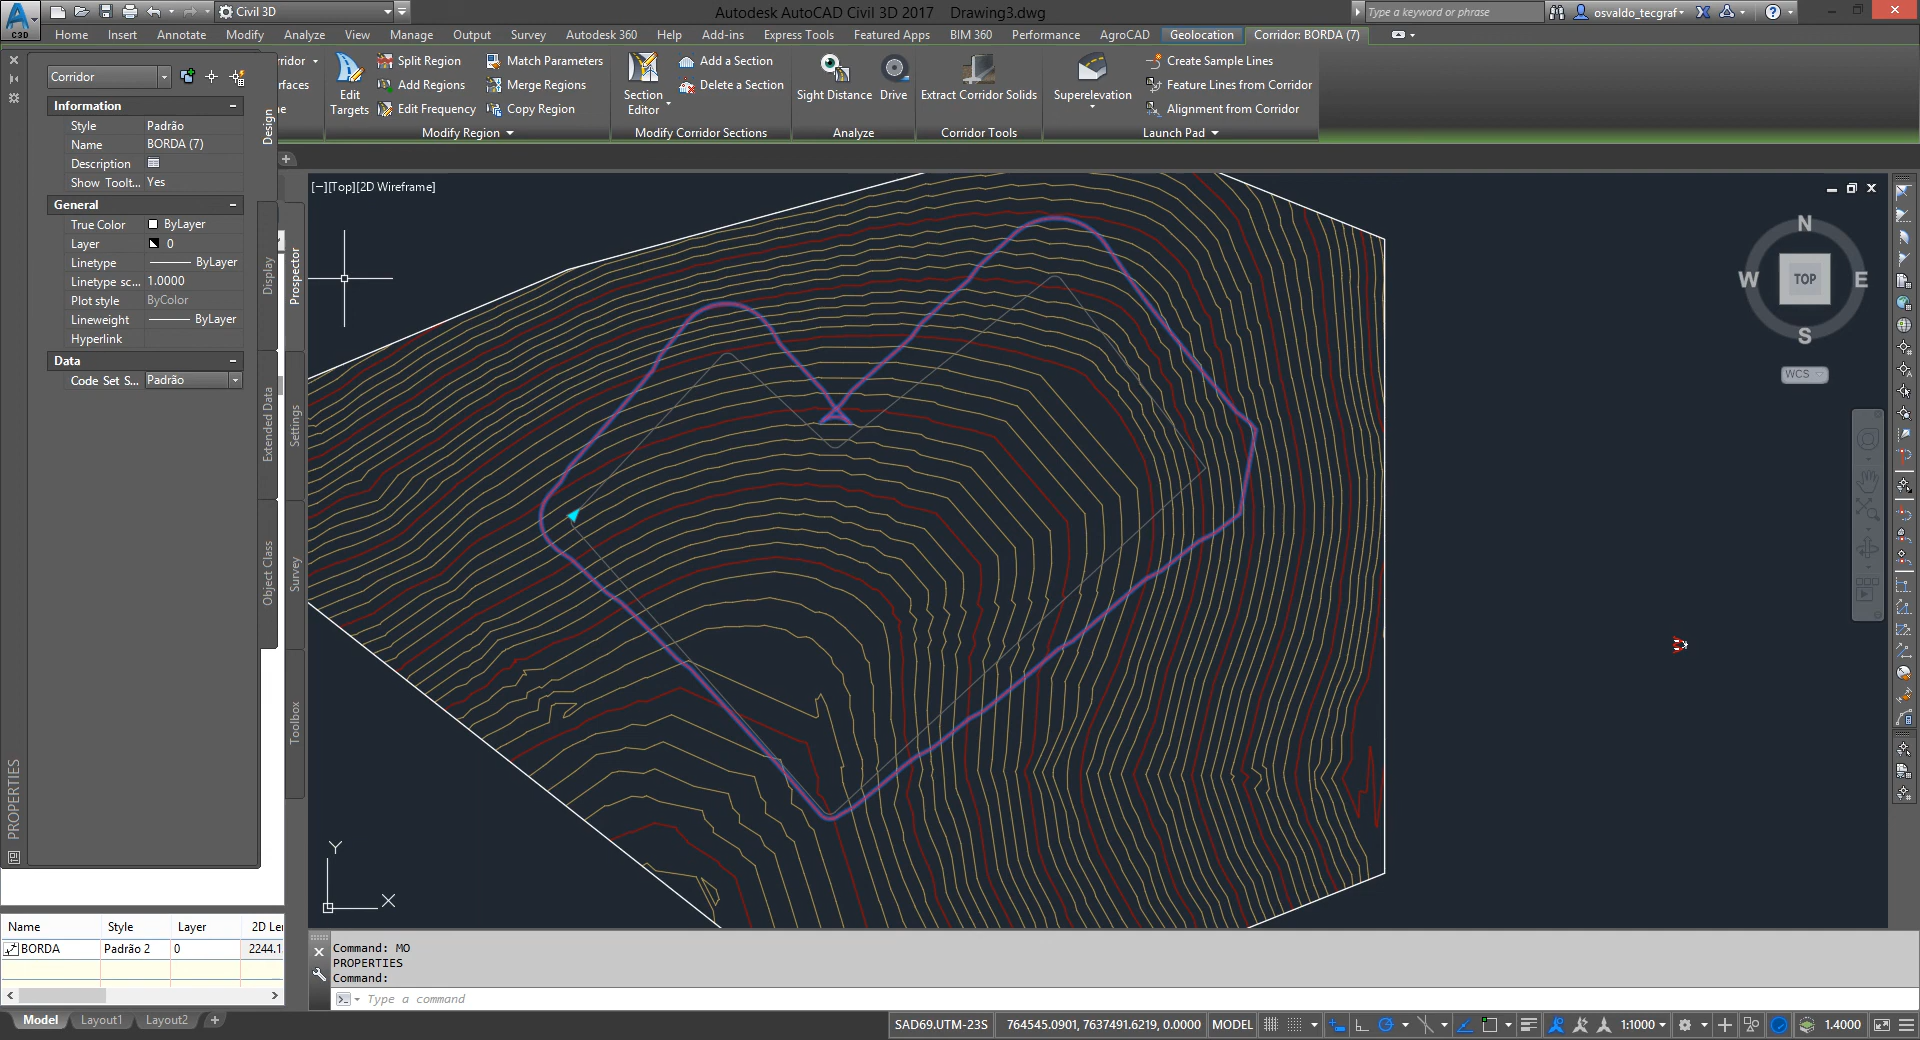 Civil 3D
Autodesk AutoCAD Civil 3D 2017 Drawing3.dwg
Type a keyword or phrase
osvaldo_tecgraf
C3D
Home Insert Annotate Modify Analyze View Manage Output Survey Autodesk 360 Help Add-ins Express Tools Featured Apps BIM 360 Performance AgroCAD Geolocation Corridor: BORDA (7)
Corridor
rridor
rfaces
ne
Edit
Targets
Split Region
Add Regions
Edit Frequency
Match Parameters
Merge Regions
Copy Region
Modify Region
Section
Editor
Add a Section
Delete a Section
Modify Corridor Sections
Sight Distance
Drive
Analyze
Extract Corridor Solids
Corridor Tools
Superelevation
Create Sample Lines
Feature Lines from Corridor
Alignment from Corridor
Launch Pad
Information
Style Padrão
Name BORDA (7)
Description
Show Toolt... Yes
General
True Color ByLayer
Layer 0
Linetype ByLayer
Linetype sc... 1.0000
Plot style ByColor
Lineweight ByLayer
Hyperlink
Data
Code Set S... Padrão
Design
Display
Extended Data
Object Class
Prospector
Settings
Survey
Toolbox
PROPERTIES
[−][Top][2D Wireframe]
N
W
TOP
E
S
WCS
Y
X
Name Style Layer 2D Le
BORDA Padrão 2 0 2244.1
Command: MO
PROPERTIES
Command:
Type a command
Model Layout1 Layout2 +
SAD69.UTM-23S 764545.0901, 7637491.6219, 0.0000 MODEL 1:1000 1.4000